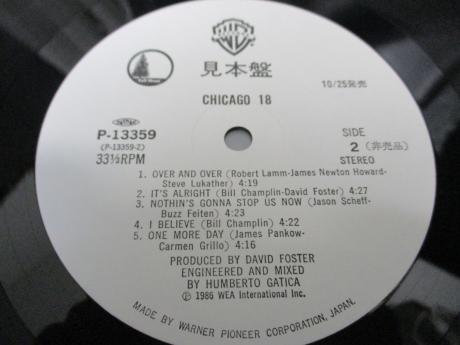 見本盤
10/25発売
CHICAGO 18
P-13359
(P-13359-2)
33⅓RPM
SIDE
2 (非売品)
STEREO
1. OVER AND OVER (Robert Lamm-James Newton Howard-
Steve Lukather) 4:19
2. IT'S ALRIGHT (Bill Champlin-David Foster) 4:27
3. NOTHIN'S GONNA STOP US NOW (Jason Scheff-
Buzz Feiten) 4:23
4. I BELIEVE (Bill Champlin) 4:22
5. ONE MORE DAY (James Pankow-
Carmen Grillo) 4:16
PRODUCED BY DAVID FOSTER
ENGINEERED AND MIXED
BY HUMBERTO GATICA
℗ 1986 WEA International Inc.
MADE BY WARNER PIONEER CORPORATION, JAPAN.